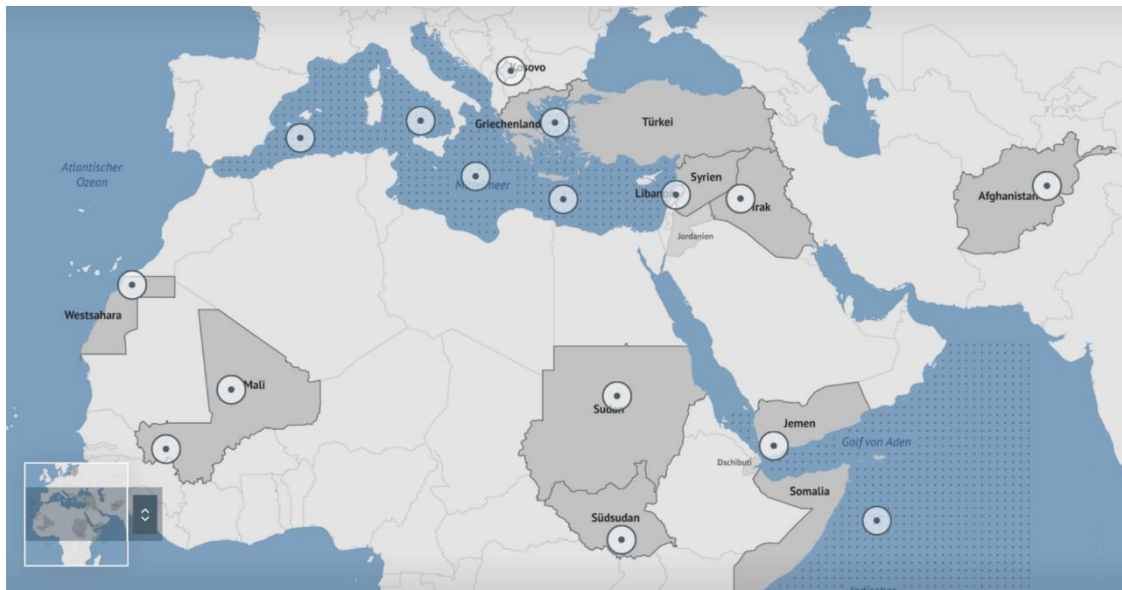 Kosovo
Griechenland
Türkei
Atlantischer
Ozean
Mittelmeer
Syrien
Libanon
Irak
Afghanistan
Jordanien
Westsahara
Mali
Sudan
Jemen
Golf von Aden
Dschibuti
Somalia
Südsudan
Indischer